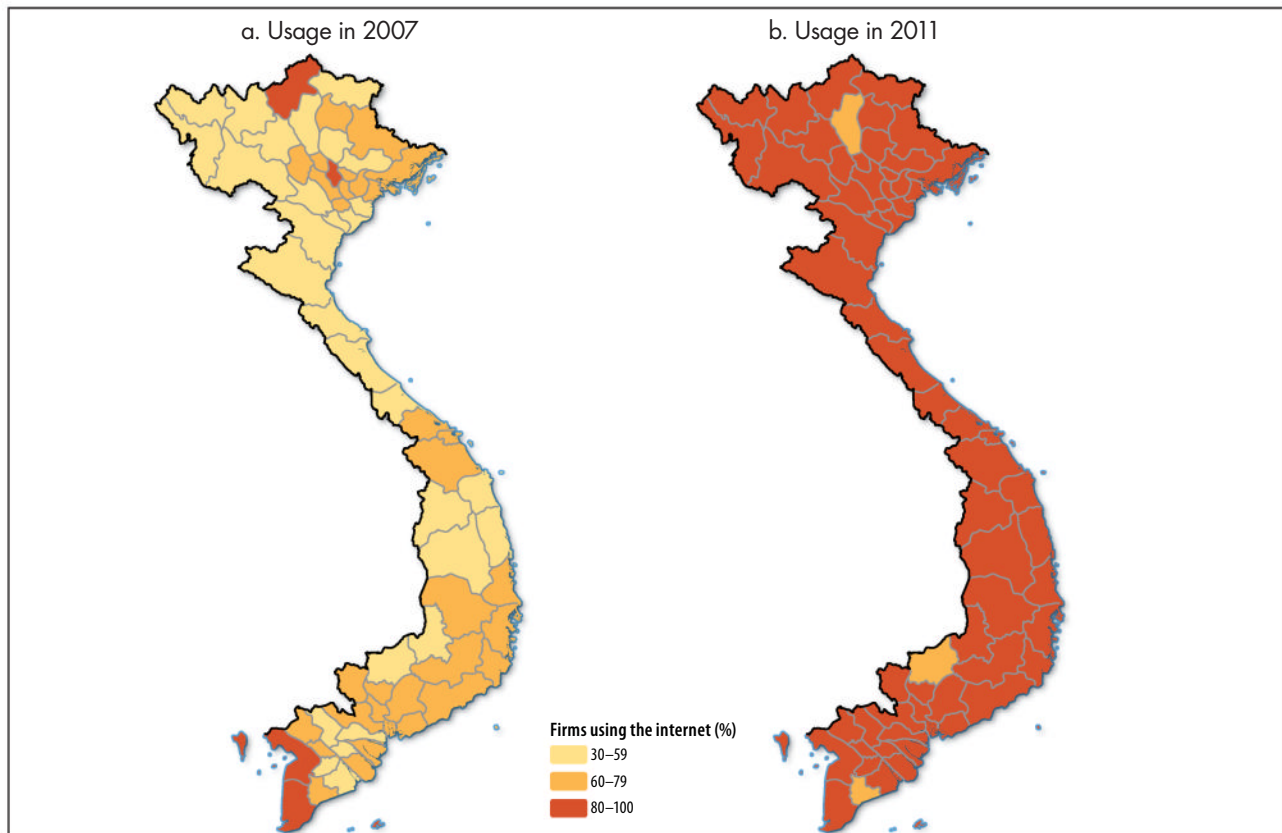 a. Usage in 2007
b. Usage in 2011
Firms using the internet (%)
30–59
60–79
80–100